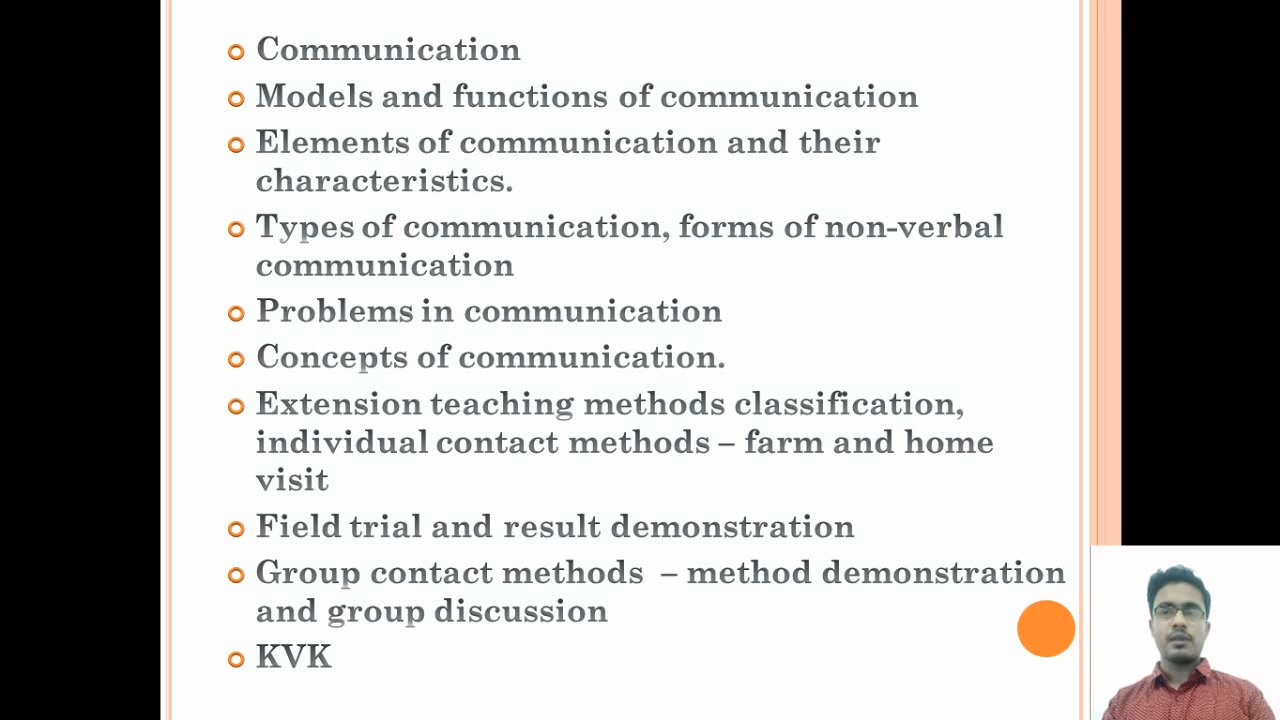 Communication
Models and functions of communication
Elements of communication and their
characteristics.
Types of communication, forms of non-verbal
communication
Problems in communication
Concepts of communication.
Extension teaching methods classification,
individual contact methods – farm and home
visit
Field trial and result demonstration
Group contact methods – method demonstration
and group discussion
KVK